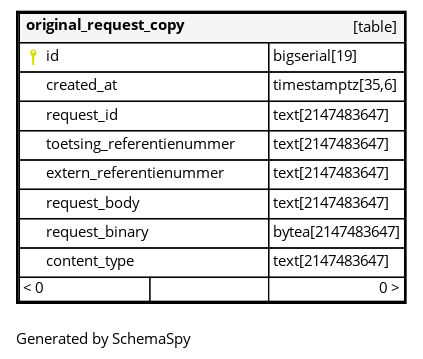 original_request_copy [table]
id bigserial[19]
created_at timestamptz[35,6]
request_id text[2147483647]
toetsing_referentienummer text[2147483647]
extern_referentienummer text[2147483647]
request_body text[2147483647]
request_binary bytea[2147483647]
content_type text[2147483647]
< 0 0 >
Generated by SchemaSpy